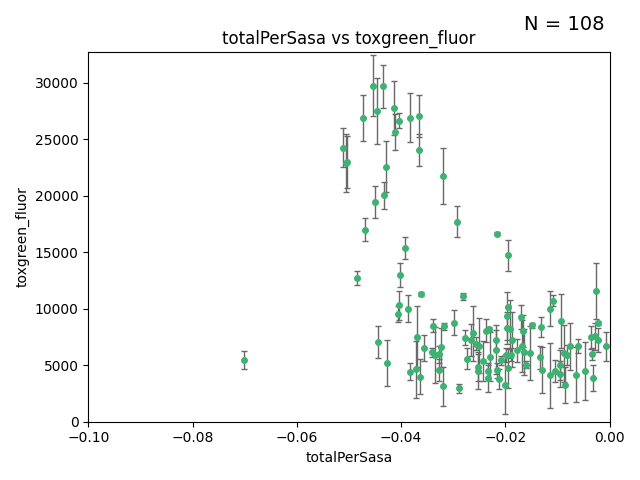 N = 108
totalPerSasa vs toxgreen_fluor
30000
25000
20000
15000
10000
5000
0
toxgreen_fluor
−0.10 −0.08 −0.06 −0.04 −0.02 0.00
totalPerSasa